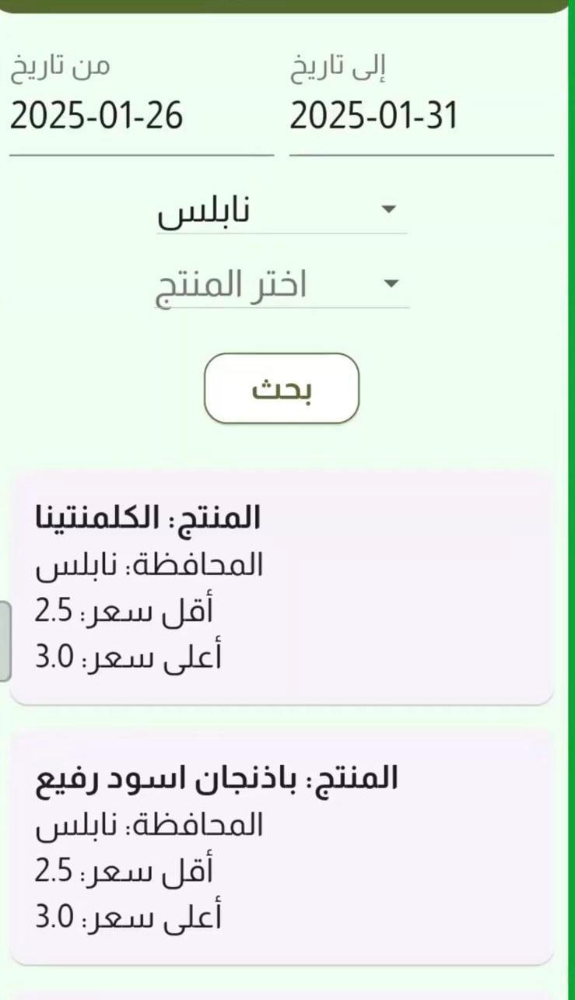 من تاريخ
2025-01-26
إلى تاريخ
2025-01-31
نابلس
اختر المنتج
بحث
المنتج: الكلمنتينا
المحافظة: نابلس
أقل سعر: 2.5
أعلى سعر: 3.0
المنتج: باذنجان اسود رفيع
المحافظة: نابلس
أقل سعر: 2.5
أعلى سعر: 3.0